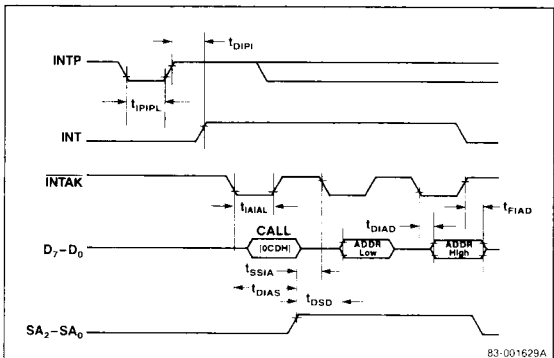 INTP
tDIPI
tIPIPL
INT
INTAK
tIAIAL
tDIAD
tFIAD
D7–D0
CALL
[0CDH]
ADDR
Low
ADDR
High
tSSIA
tDIAS
tDSD
SA2–SA0
83-001629A